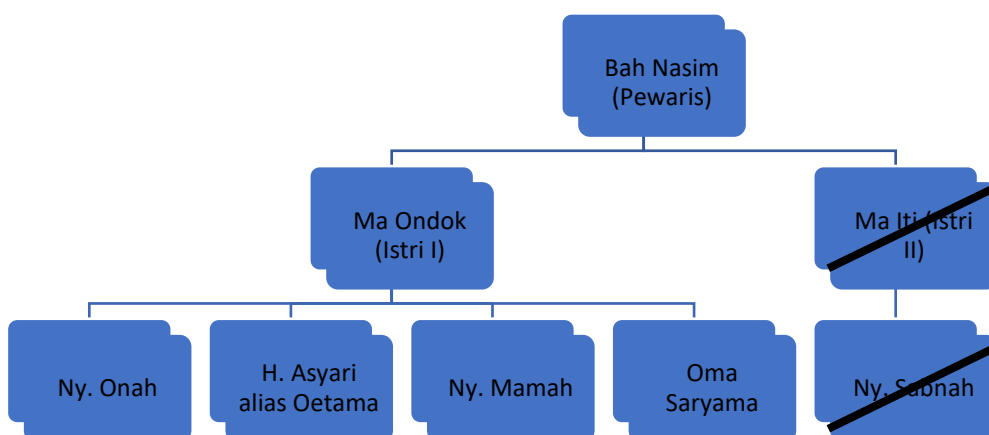 Bah Nasim
(Pewaris)
Ma Ondok
(Istri I)
Ma Iti (Istri
II)
Ny. Onah
H. Asyari
alias Oetama
Ny. Mamah
Oma
Saryama
Ny. Sabnah